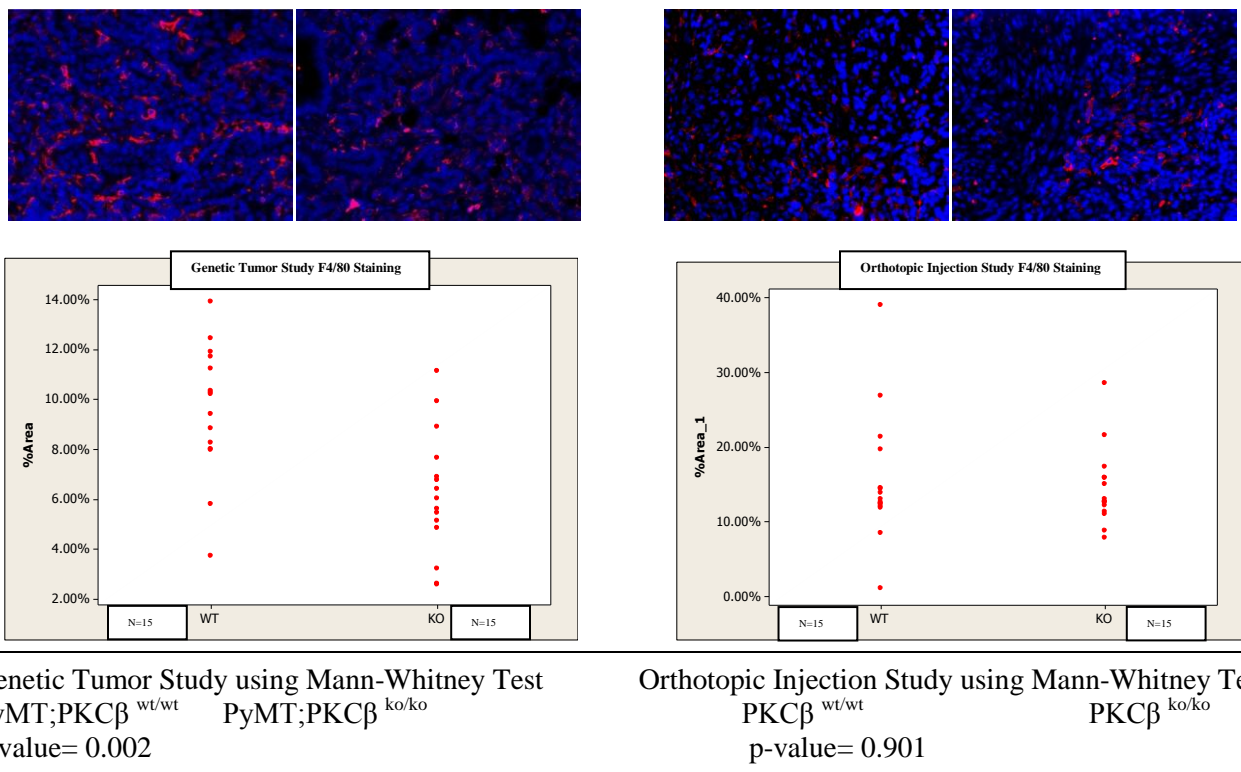 Genetic Tumor Study F4/80 Staining
14.00%
12.00%
10.00%
8.00%
6.00%
4.00%
2.00%
%Area
N=15
WT
KO
N=15
Orthotopic Injection Study F4/80 Staining
40.00%
30.00%
20.00%
10.00%
0.00%
%Area_1
N=15
WT
KO
N=15
enetic Tumor Study using Mann-Whitney Test
yMT;PKCβ wt/wt PyMT;PKCβ ko/ko
value= 0.002
Orthotopic Injection Study using Mann-Whitney Te
PKCβ wt/wt PKCβ ko/ko
p-value= 0.901